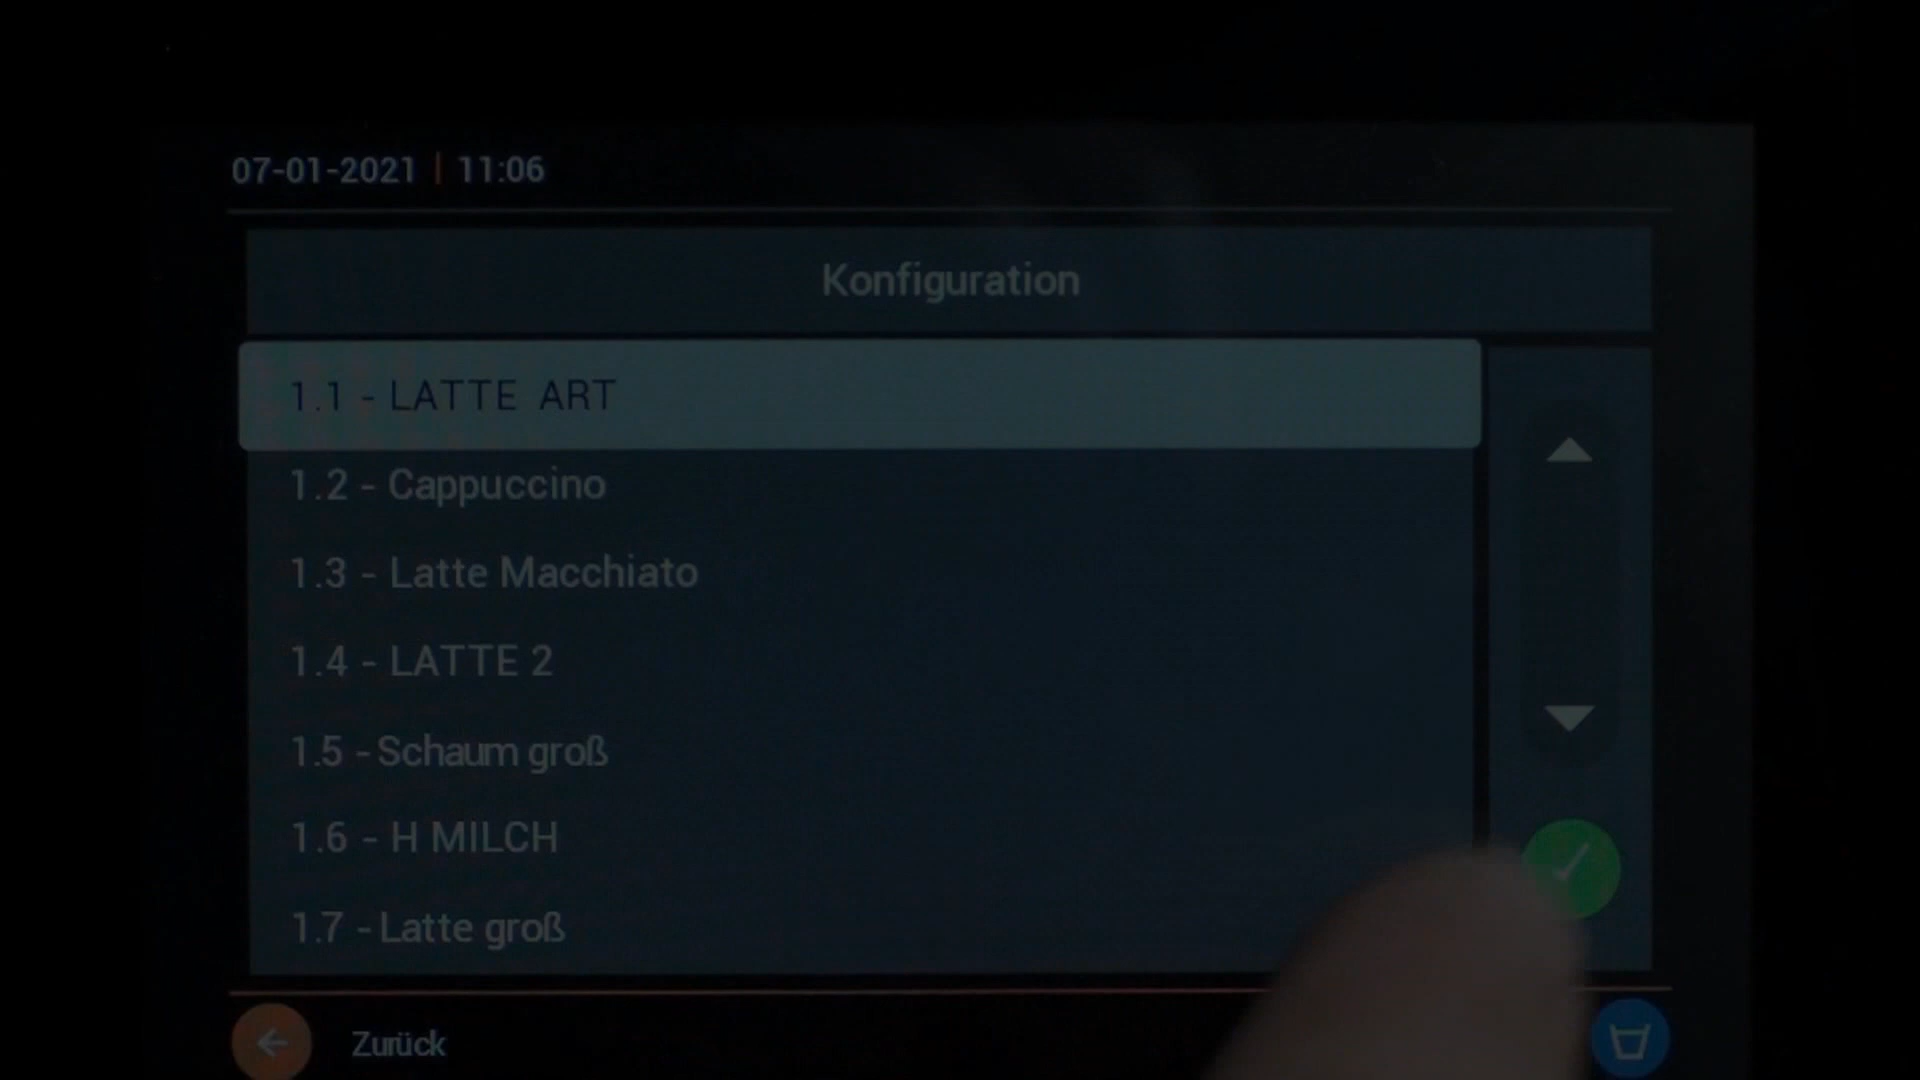 07-01-2021 | 11:06
Konfiguration
1.1 - LATTE ART
1.2 - Cappuccino
1.3 - Latte Macchiato
1.4 - LATTE 2
1.5 - Schaum groß
1.6 - H MILCH
1.7 - Latte groß
Zurück